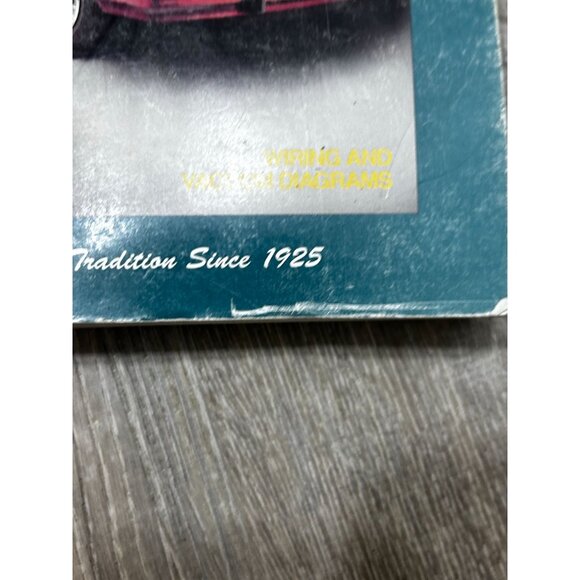 WIRING AND
VACUUM DIAGRAMS
Tradition Since 1925